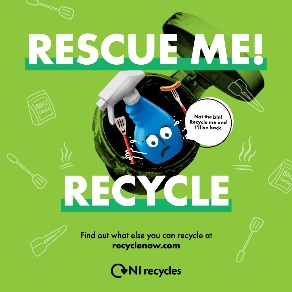 RESCUE ME!
Not the bin!
Recycle me and
I'll be back
BBQ
RECYCLE
Find out what else you can recycle at
recyclenow.com
NI recycles